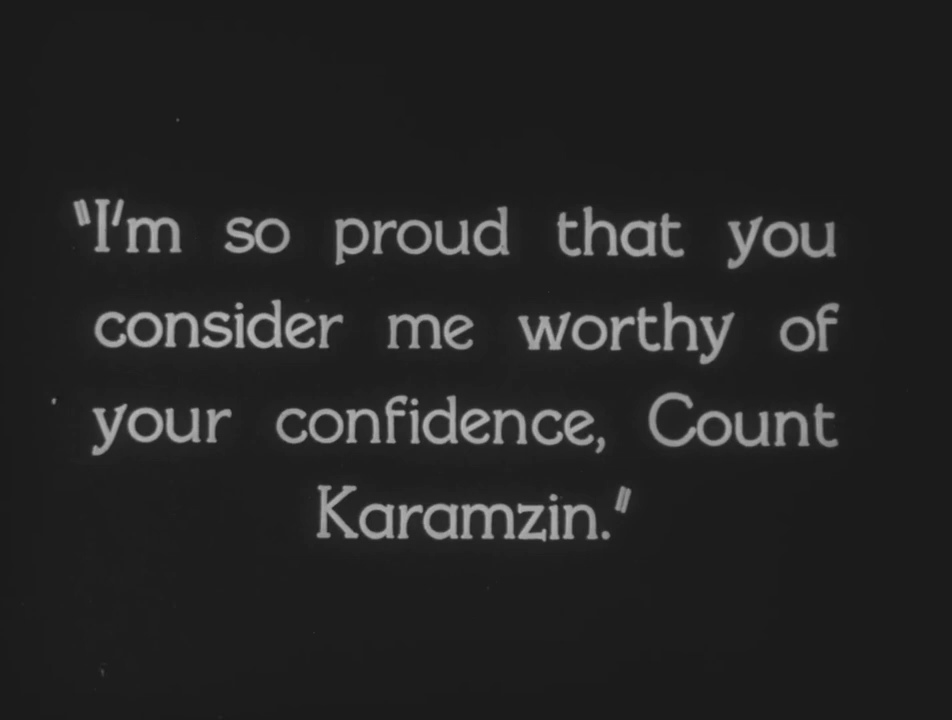 "I'm so proud that you
consider me worthy of
your confidence, Count
Karamzin."